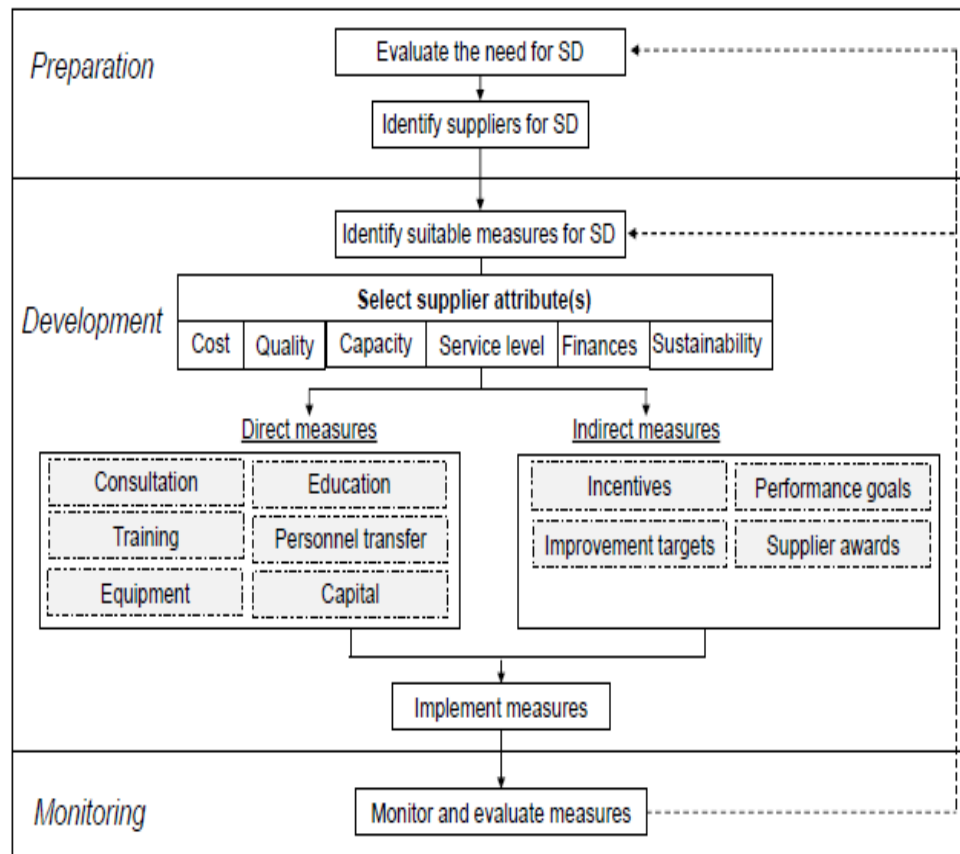 Preparation
Evaluate the need for SD
Identify suppliers for SD
Development
Identify suitable measures for SD
Select supplier attribute(s)
Cost Quality Capacity Service level Finances Sustainability
Direct measures
Consultation Education
Training Personnel transfer
Equipment Capital
Indirect measures
Incentives Performance goals
Improvement targets Supplier awards
Implement measures
Monitoring
Monitor and evaluate measures